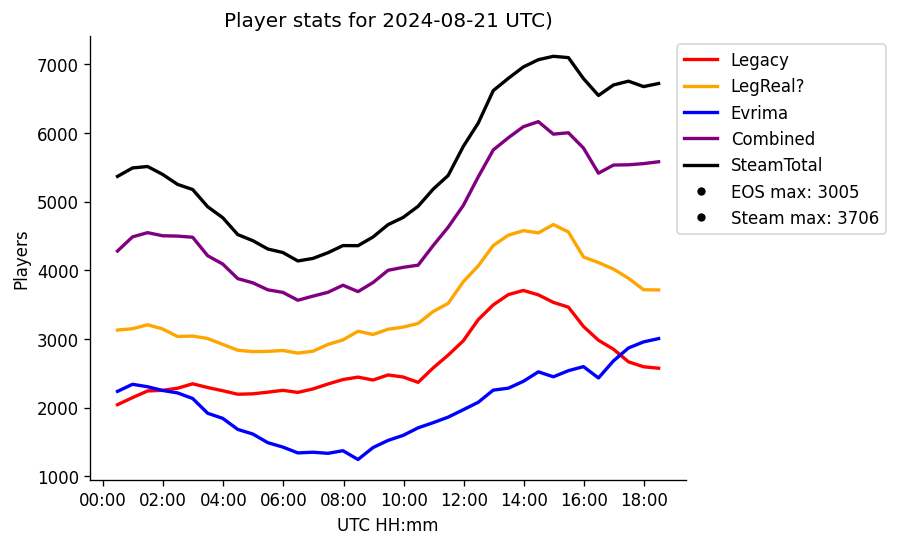 Player stats for 2024-08-21 UTC)
7000
6000
5000
4000
3000
2000
1000
Players
00:00 02:00 04:00 06:00 08:00 10:00 12:00 14:00 16:00 18:00
UTC HH:mm
Legacy
LegReal?
Evrima
Combined
SteamTotal
EOS max: 3005
Steam max: 3706